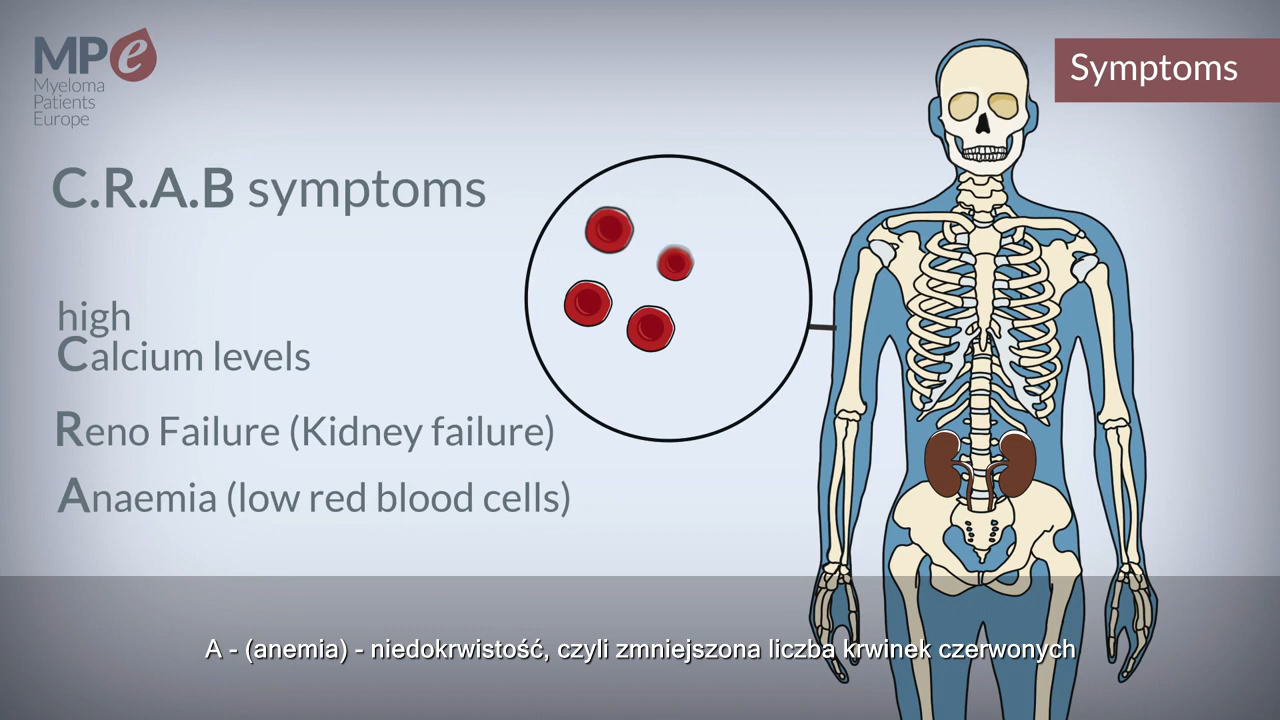 MPe
Myeloma
Patients
Europe
Symptoms
C.R.A.B symptoms
high
Calcium levels
Reno Failure (Kidney failure)
Anaemia (low red blood cells)
A - (anemia) - niedokrwistość, czyli zmniejszona liczba krwinek czerwonych